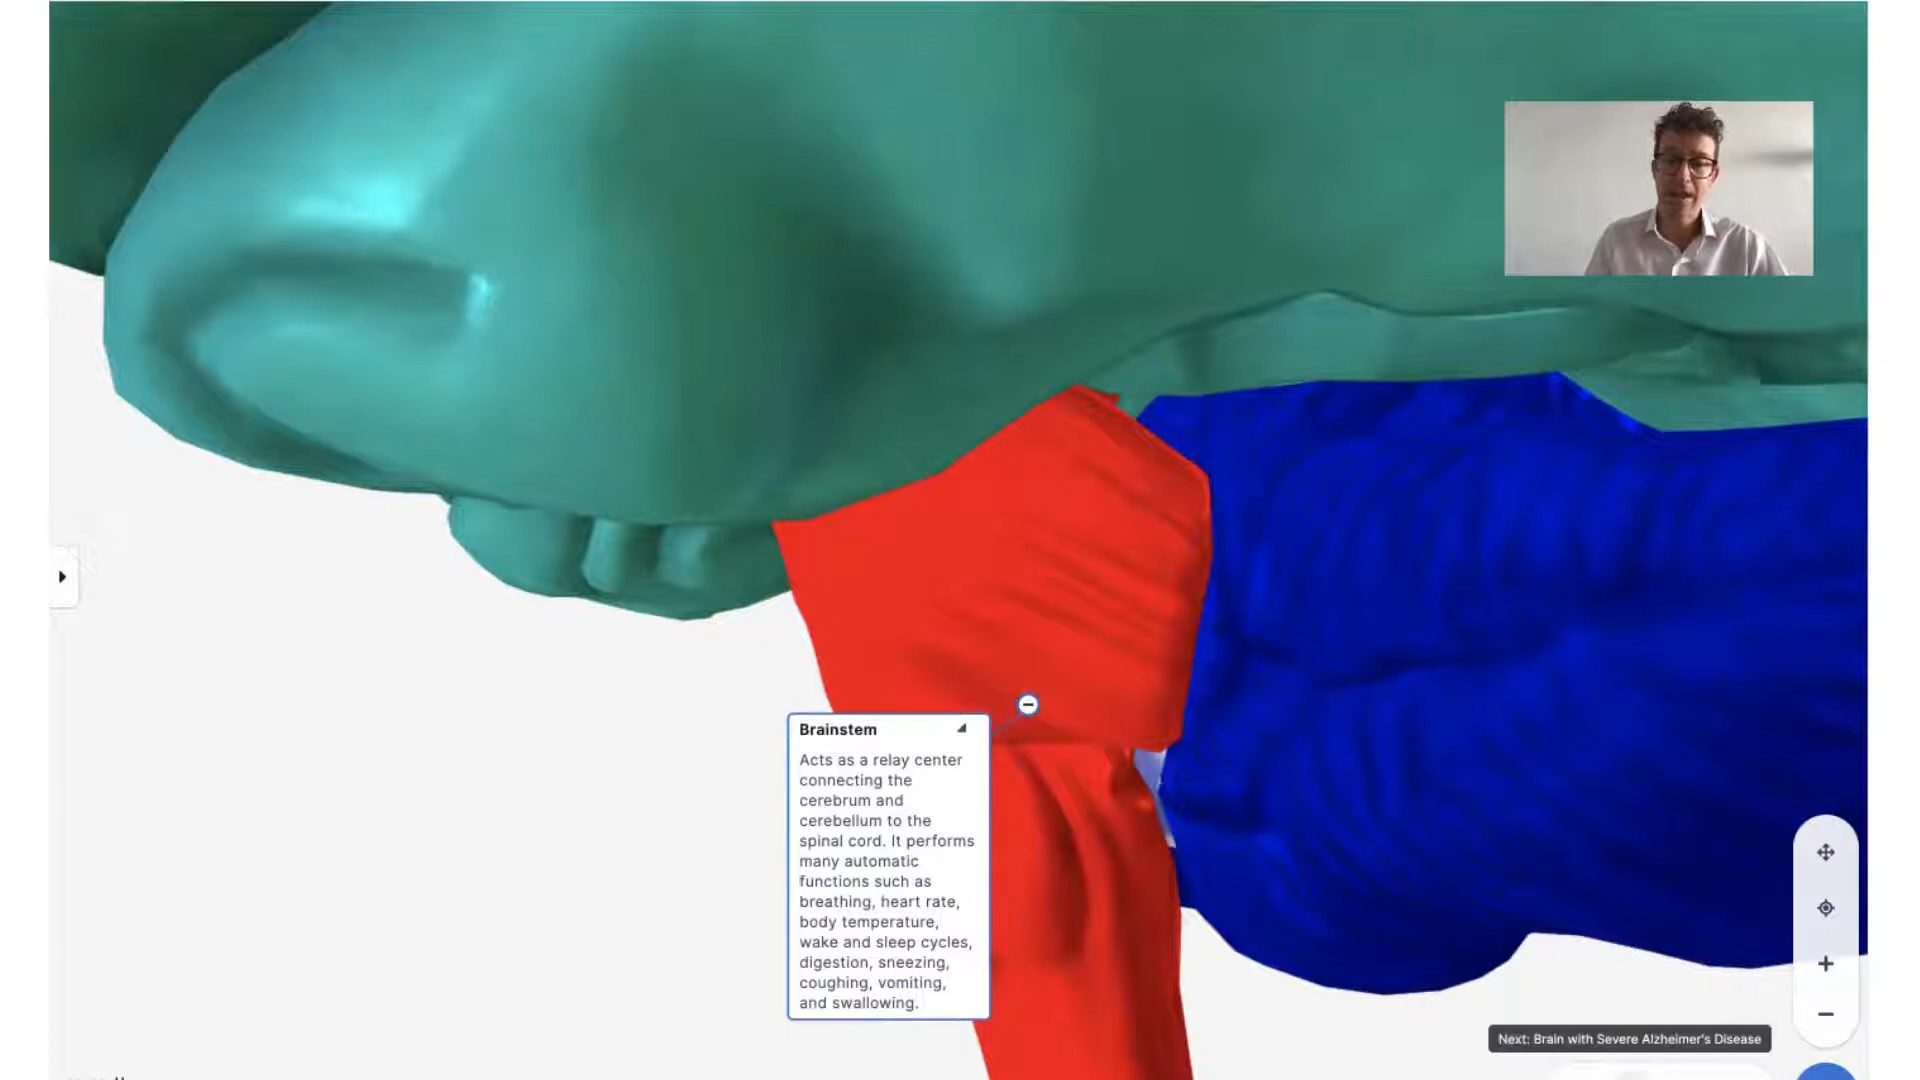 Brainstem
Acts as a relay center
connecting the
cerebrum and
cerebellum to the
spinal cord. It performs
many automatic
functions such as
breathing, heart rate,
body temperature,
wake and sleep cycles,
digestion, sneezing,
coughing, vomiting,
and swallowing.
Next: Brain with Severe Alzheimer's Disease